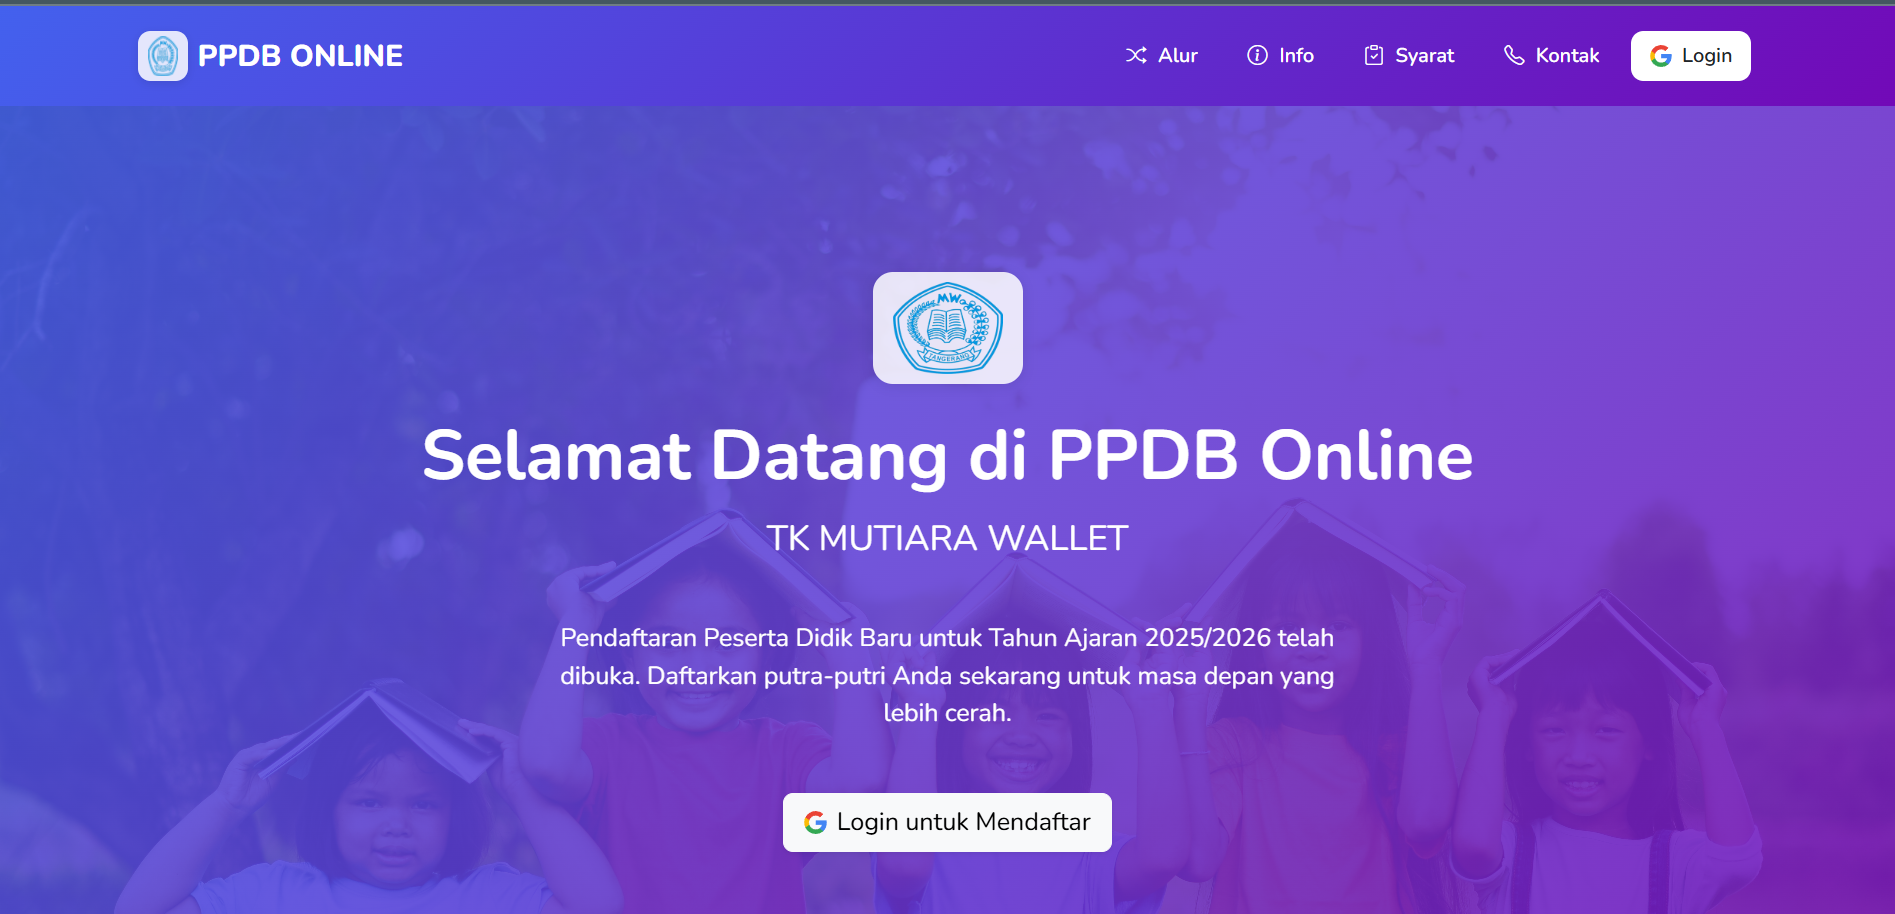 PPDB ONLINE
Alur
Info
Syarat
Kontak
Login
MW
TANGERANG
Selamat Datang di PPDB Online
TK MUTIARA WALLET
Pendaftaran Peserta Didik Baru untuk Tahun Ajaran 2025/2026 telah
dibuka. Daftarkan putra-putri Anda sekarang untuk masa depan yang
lebih cerah.
Login untuk Mendaftar